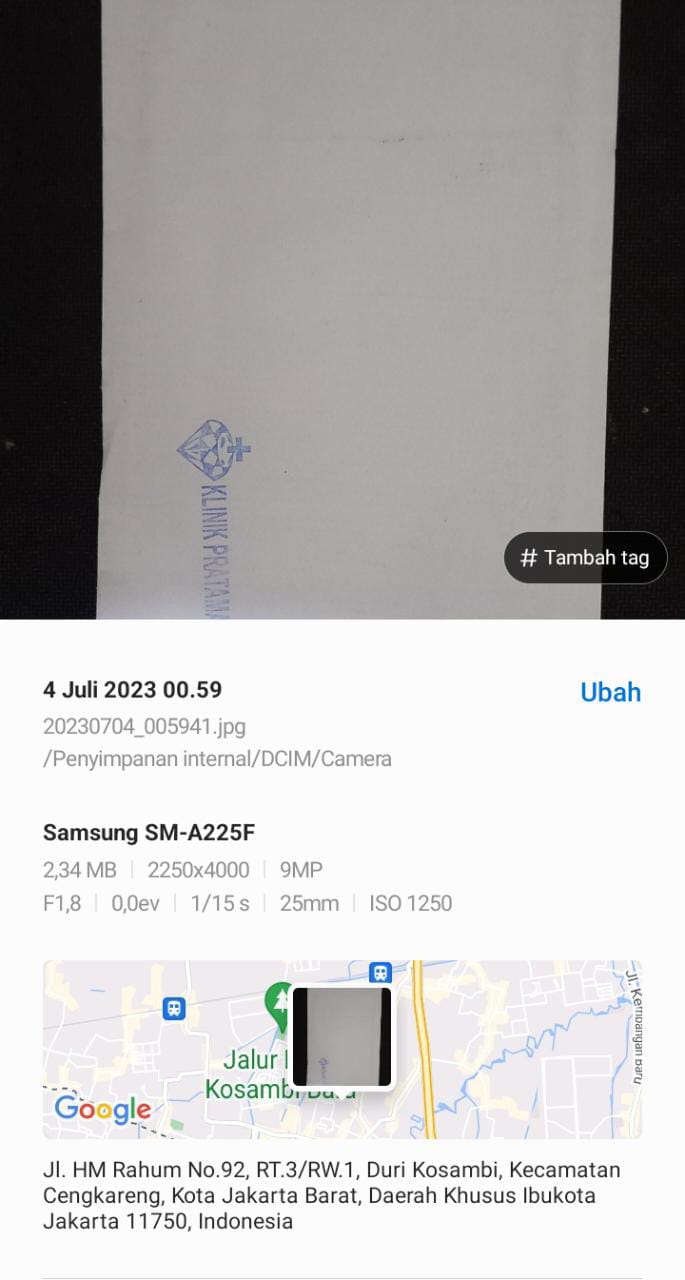 KLINIK PRATAMA
# Tambah tag
4 Juli 2023 00.59
Ubah
20230704_005941.jpg
/Penyimpanan internal/DCIM/Camera
Samsung SM-A225F
2,34 MB | 2250x4000 | 9MP
F1,8 | 0,0ev | 1/15 s | 25mm | ISO 1250
Jl. Kembangan Baru
Jalur
Kosambi Baru
Google
Jl. HM Rahum No.92, RT.3/RW.1, Duri Kosambi, Kecamatan
Cengkareng, Kota Jakarta Barat, Daerah Khusus Ibukota
Jakarta 11750, Indonesia